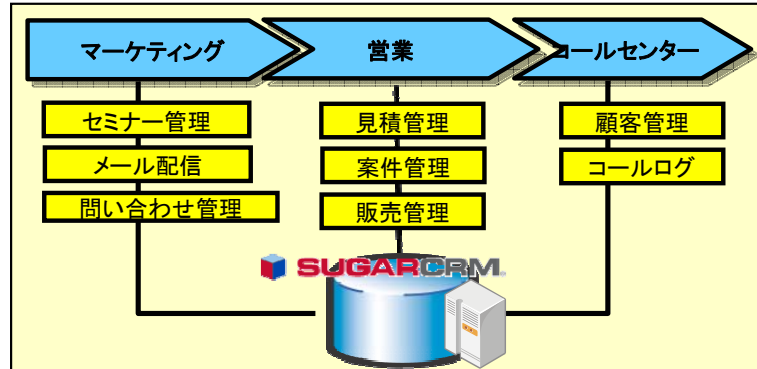 マーケティング
営業
コールセンター
セミナー管理
見積管理
顧客管理
メール配信
案件管理
コールログ
問い合わせ管理
販売管理
SUGARCRM.